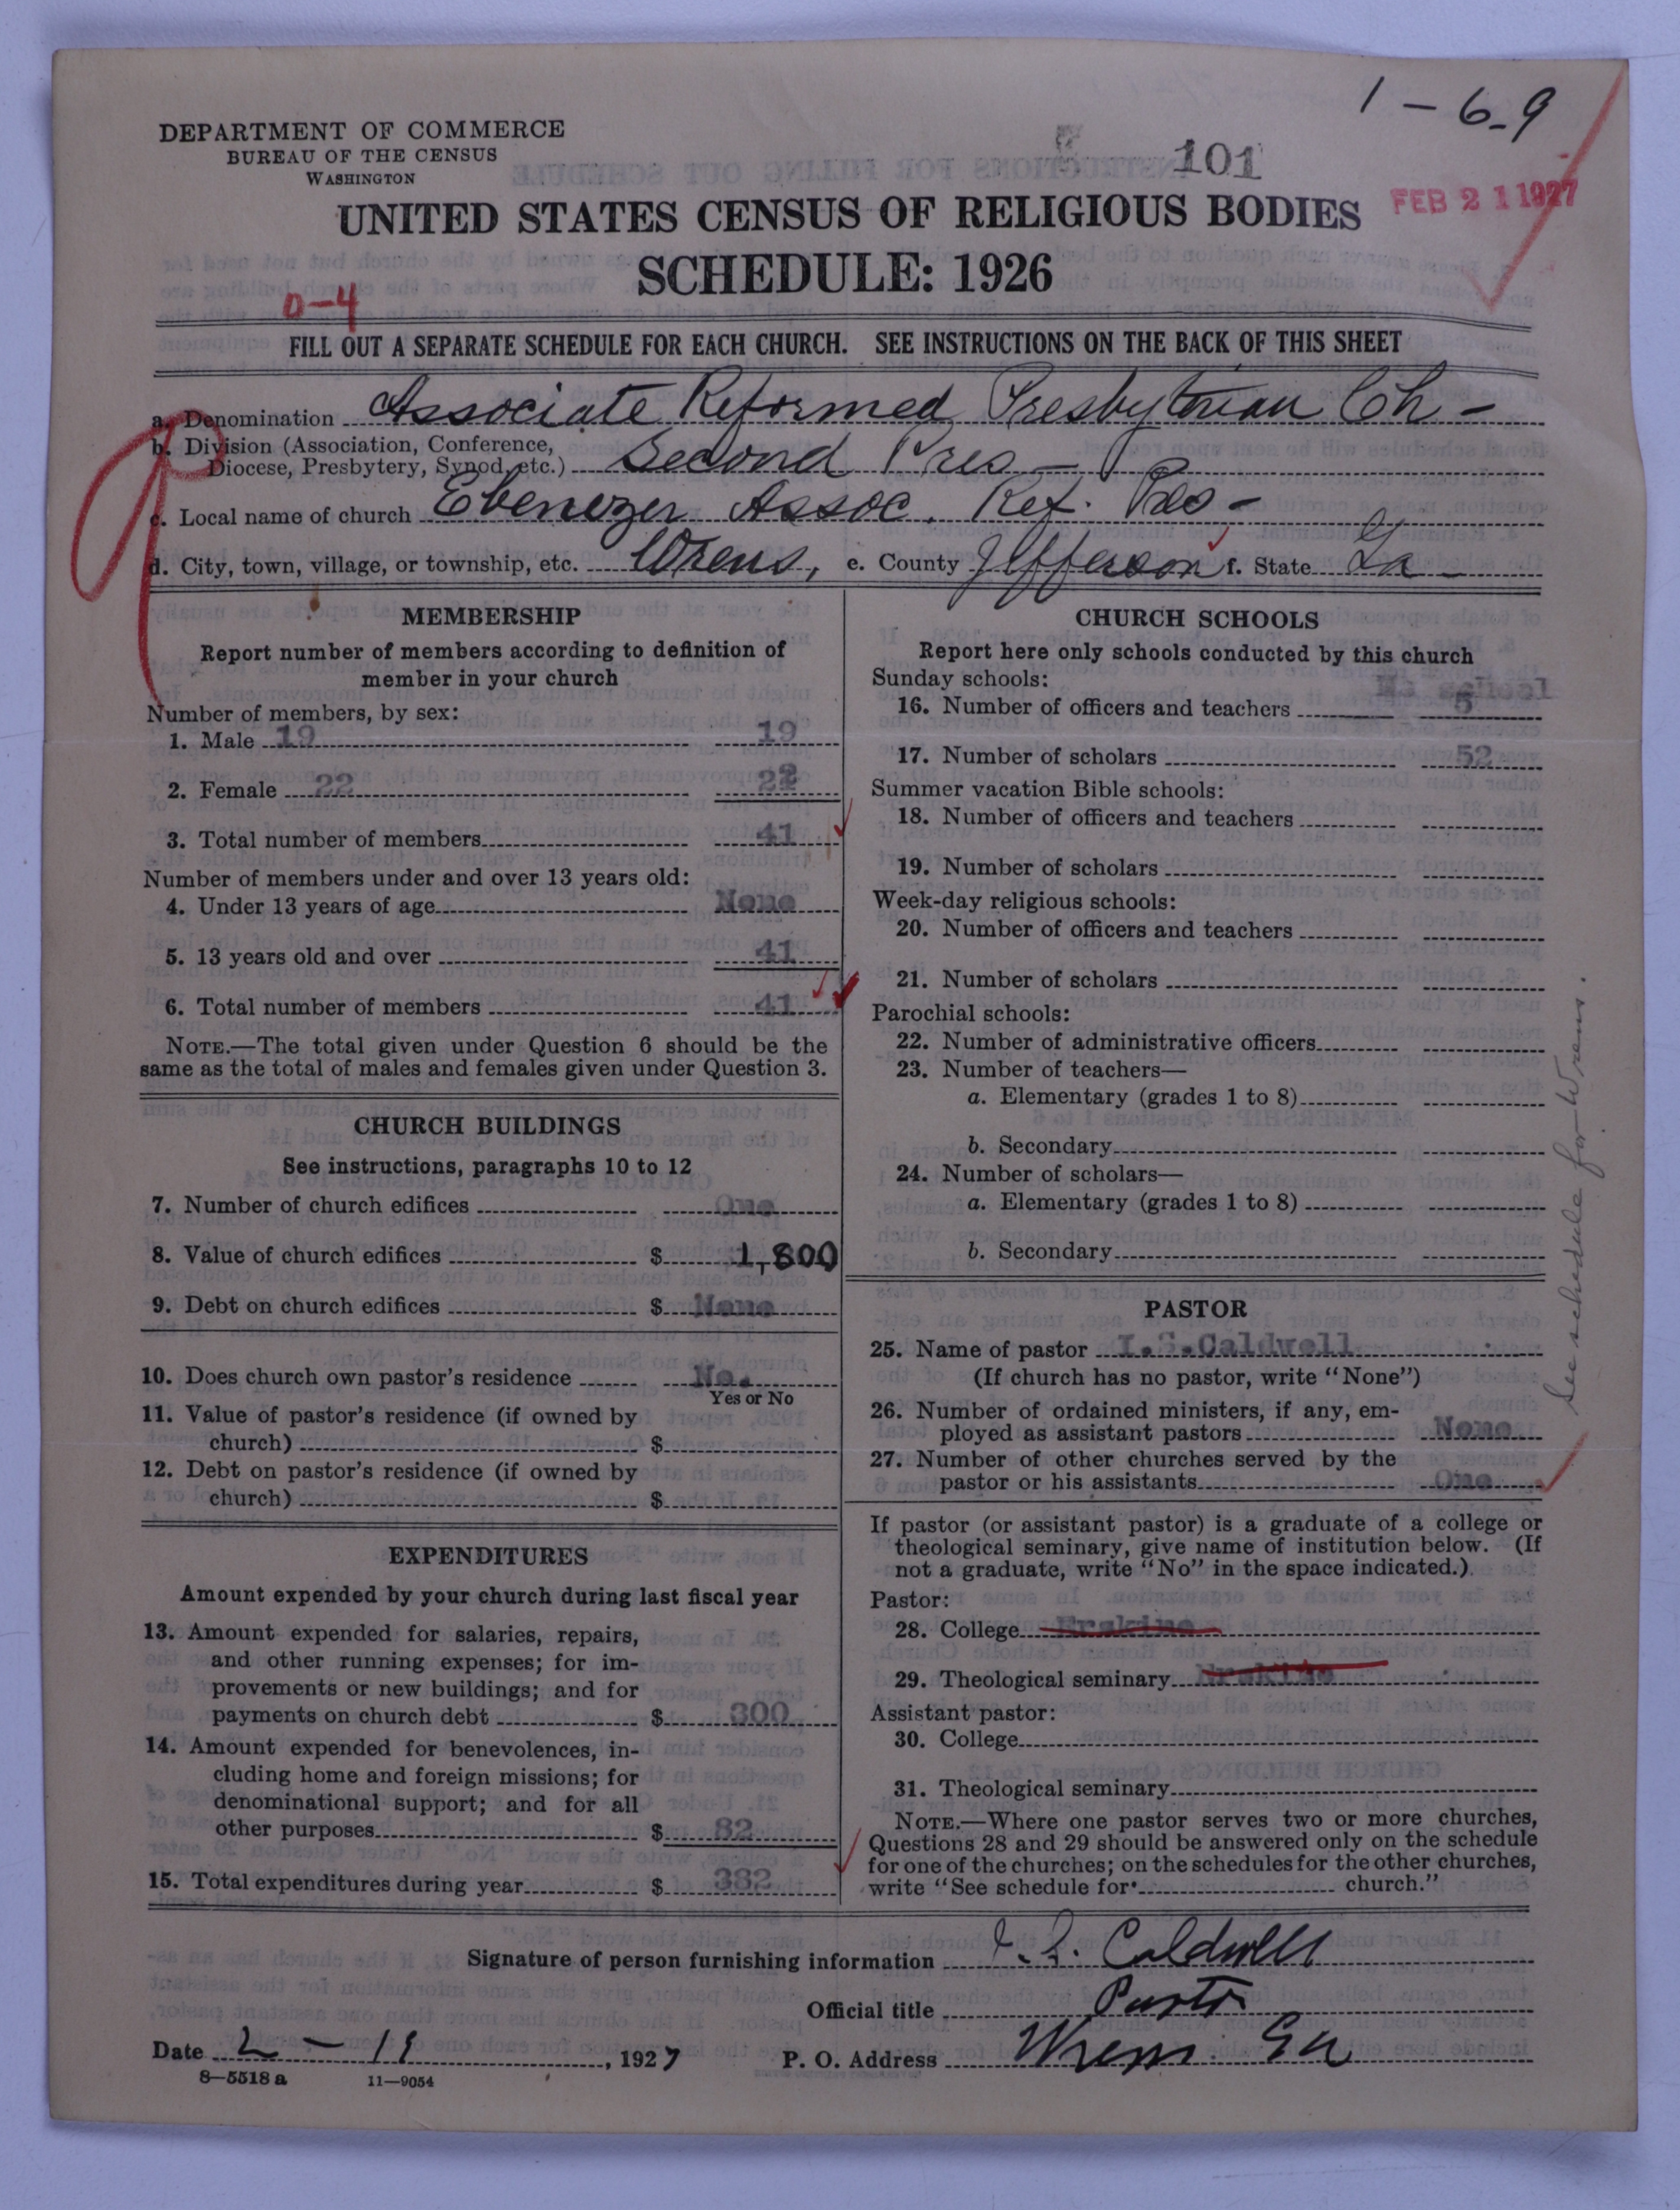 1-6-9
DEPARTMENT OF COMMERCE
BUREAU OF THE CENSUS
WASHINGTON
101
FEB 21 1927
UNITED STATES CENSUS OF RELIGIOUS BODIES
SCHEDULE: 1926
0-4
FILL OUT A SEPARATE SCHEDULE FOR EACH CHURCH. SEE INSTRUCTIONS ON THE BACK OF THIS SHEET
a. Denomination Associate Reformed Presbyterian Ch-
b. Division (Association, Conference,
Diocese, Presbytery, Synod, etc.) Second Pres-
c. Local name of church Ebenezer Assoc. Ref. Pres-
d. City, town, village, or township, etc. Wrens, e. County Jefferson f. State Ga-
MEMBERSHIP
Report number of members according to definition of
member in your church
Number of members, by sex:
1. Male 19 19
2. Female 22 22
3. Total number of members 41
Number of members under and over 13 years old:
4. Under 13 years of age None
5. 13 years old and over 41
6. Total number of members 41
NOTE.—The total given under Question 6 should be the
same as the total of males and females given under Question 3.
CHURCH BUILDINGS
See instructions, paragraphs 10 to 12
7. Number of church edifices One
8. Value of church edifices $ 1,800
9. Debt on church edifices $ None
10. Does church own pastor's residence No.
Yes or No
11. Value of pastor's residence (if owned by
church) $
12. Debt on pastor's residence (if owned by
church) $
EXPENDITURES
Amount expended by your church during last fiscal year
13. Amount expended for salaries, repairs,
and other running expenses; for im-
provements or new buildings; and for
payments on church debt $ 300
14. Amount expended for benevolences, in-
cluding home and foreign missions; for
denominational support; and for all
other purposes $ 82
15. Total expenditures during year $ 382
CHURCH SCHOOLS
Report here only schools conducted by this church
Sunday schools:
No school
16. Number of officers and teachers 5
17. Number of scholars 52
Summer vacation Bible schools:
18. Number of officers and teachers
19. Number of scholars
Week-day religious schools:
20. Number of officers and teachers
21. Number of scholars
Parochial schools:
22. Number of administrative officers
23. Number of teachers—
a. Elementary (grades 1 to 8)
b. Secondary
24. Number of scholars—
a. Elementary (grades 1 to 8)
b. Secondary
PASTOR
25. Name of pastor I.S.Caldwell
(If church has no pastor, write "None")
26. Number of ordained ministers, if any, em-
ployed as assistant pastors None
27. Number of other churches served by the
pastor or his assistants One
If pastor (or assistant pastor) is a graduate of a college or
theological seminary, give name of institution below. (If
not a graduate, write "No" in the space indicated.)
Pastor:
28. College Erskine
29. Theological seminary Erskine
Assistant pastor:
30. College
31. Theological seminary
NOTE.—Where one pastor serves two or more churches,
Questions 28 and 29 should be answered only on the schedule
for one of the churches; on the schedules for the other churches,
write "See schedule for church."
See schedule for Wrens.
Signature of person furnishing information I. S. Caldwell
Official title Pastor
Date 2-19, 1927 P. O. Address Wrens Ga
8—5518 a 11—9054